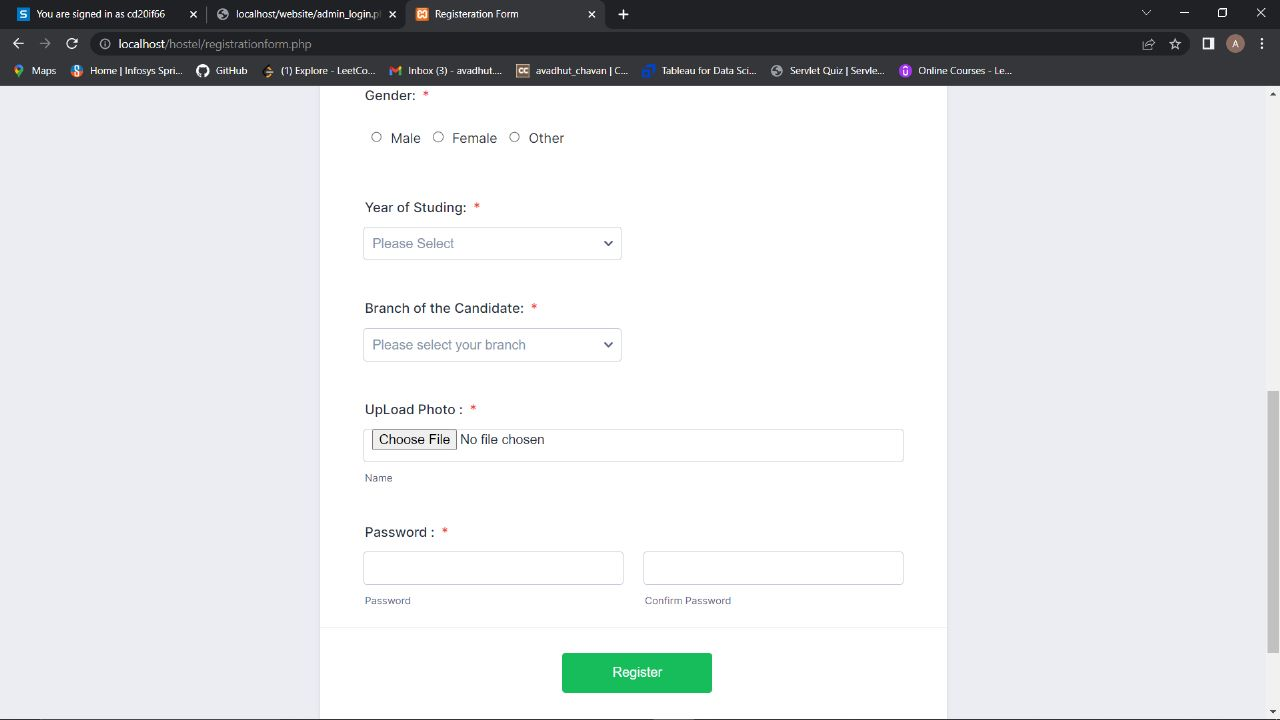 You are signed in as cd20if66
localhost/website/admin_login.p
Registeration Form
localhost/hostel/registrationform.php
A
Maps
Home | Infosys Spri...
GitHub
(1) Explore - LeetCo...
Inbox (3) - avadhut....
CC avadhut_chavan | C...
Tableau for Data Sci...
Servlet Quiz | Servle...
Online Courses - Le...
Gender: *
Male Female Other
Year of Studing: *
Please Select
Branch of the Candidate: *
Please select your branch
UpLoad Photo : *
Choose File No file chosen
Name
Password : *
Password Confirm Password
Register